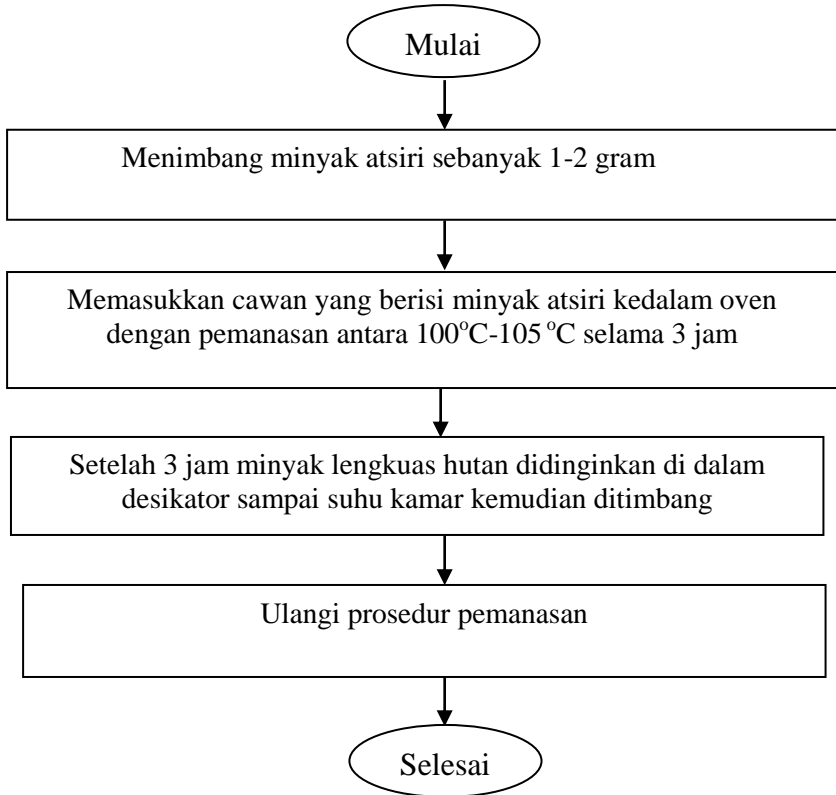 Mulai
Menimbang minyak atsiri sebanyak 1-2 gram
Memasukkan cawan yang berisi minyak atsiri kedalam oven
dengan pemanasan antara 100°C-105 °C selama 3 jam
Setelah 3 jam minyak lengkuas hutan didinginkan di dalam
desikator sampai suhu kamar kemudian ditimbang
Ulangi prosedur pemanasan
Selesai